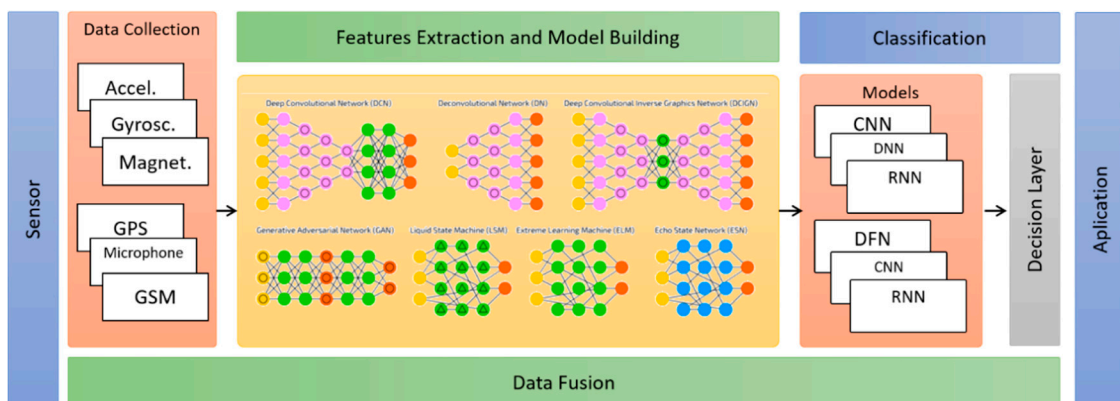 Sensor
Data Collection
Accel.
Gyrosc.
Magnet.
GPS
Microphone
GSM
Features Extraction and Model Building
Deep Convolutional Network (DCN)
Deconvolutional Network (DN)
Deep Convolutional Inverse Graphics Network (DCIGN)
Generative Adversarial Network (GAN)
Liquid State Machine (LSM)
Extreme Learning Machine (ELM)
Echo State Network (ESN)
Classification
Models
CNN
DNN
RNN
DFN
CNN
RNN
Decision Layer
Aplication
Data Fusion